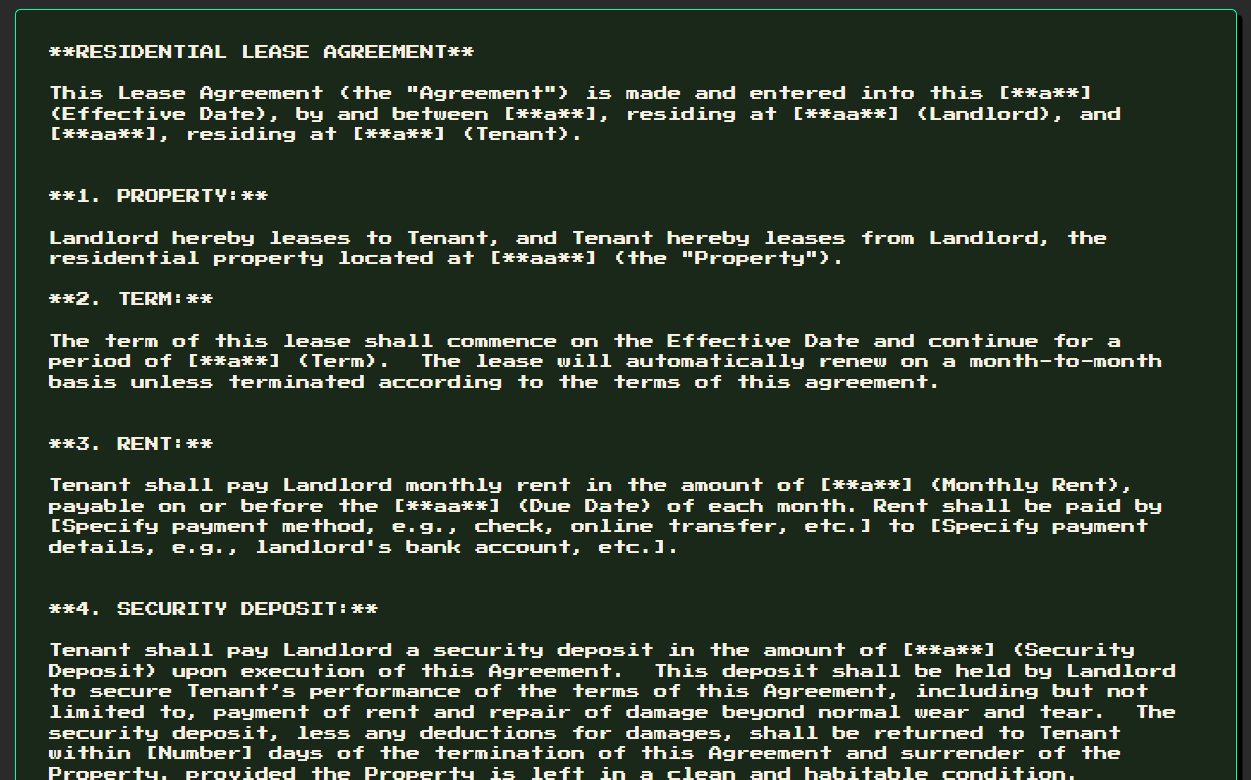 **RESIDENTIAL LEASE AGREEMENT**
This Lease Agreement (the "Agreement") is made and entered into this [**a**]
(Effective Date), by and between [**a**], residing at [**aa**] (Landlord), and
[**aa**], residing at [**a**] (Tenant).
**1. PROPERTY:**
Landlord hereby leases to Tenant, and Tenant hereby leases from Landlord, the
residential property located at [**aa**] (the "Property").
**2. TERM:**
The term of this lease shall commence on the Effective Date and continue for a
period of [**a**] (Term).  The lease will automatically renew on a month-to-month
basis unless terminated according to the terms of this agreement.
**3. RENT:**
Tenant shall pay Landlord monthly rent in the amount of [**a**] (Monthly Rent),
payable on or before the [**aa**] (Due Date) of each month. Rent shall be paid by
[Specify payment method, e.g., check, online transfer, etc.] to [Specify payment
details, e.g., landlord's bank account, etc.].
**4. SECURITY DEPOSIT:**
Tenant shall pay Landlord a security deposit in the amount of [**a**] (Security
Deposit) upon execution of this Agreement.  This deposit shall be held by Landlord
to secure Tenant’s performance of the terms of this Agreement, including but not
limited to, payment of rent and repair of damage beyond normal wear and tear.  The
security deposit, less any deductions for damages, shall be returned to Tenant
within [Number] days of the termination of this Agreement and surrender of the
Property, provided the Property is left in a clean and habitable condition.